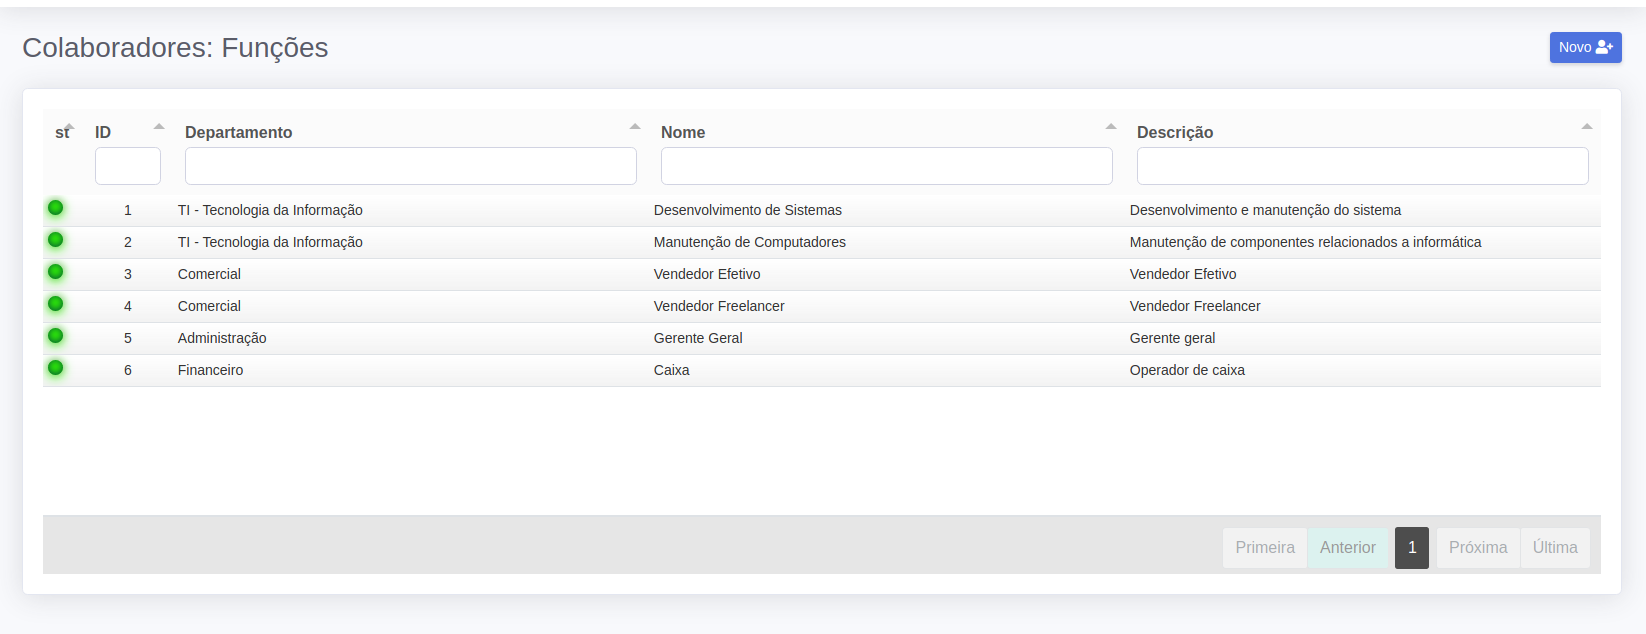 Colaboradores: Funções
Novo
st ID Departamento Nome Descrição
1 TI - Tecnologia da Informação Desenvolvimento de Sistemas Desenvolvimento e manutenção do sistema
2 TI - Tecnologia da Informação Manutenção de Computadores Manutenção de componentes relacionados a informática
3 Comercial Vendedor Efetivo Vendedor Efetivo
4 Comercial Vendedor Freelancer Vendedor Freelancer
5 Administração Gerente Geral Gerente geral
6 Financeiro Caixa Operador de caixa
Primeira Anterior 1 Próxima Última